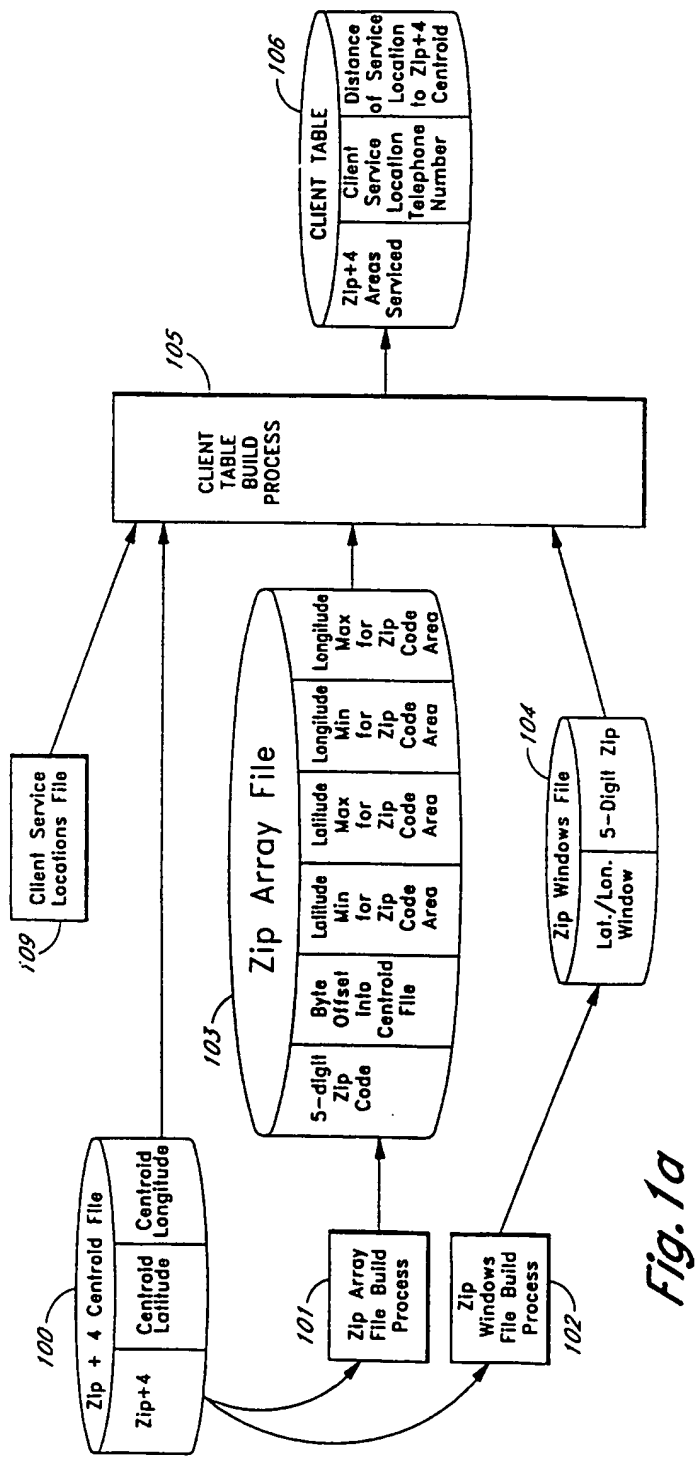 100
Zip + 4 Centroid File
Zip+4
Centroid
Latitude
Centroid
Longitude
109
Client Service
Locations File
101
Zip Array
File Build
Process
103
Zip Array File
5-digit
Zip
Code
Byte
Offset
Into
Centroid
File
Latitude
Min
for
Zip
Code
Area
Latitude
Max
for
Zip
Code
Area
Longitude
Min
for
Zip
Code
Area
Longitude
Max
for
Zip
Code
Area
Zip
Windows
File Build
Process
102
104
Zip Windows File
Lat./Lon.
Window
5-Digit Zip
105
CLIENT
TABLE
BUILD
PROCESS
106
CLIENT TABLE
Zip+4
Areas
Serviced
Client
Service
Location
Telephone
Number
Distance
of Service
Location
to Zip+4
Centroid
Fig. 1a